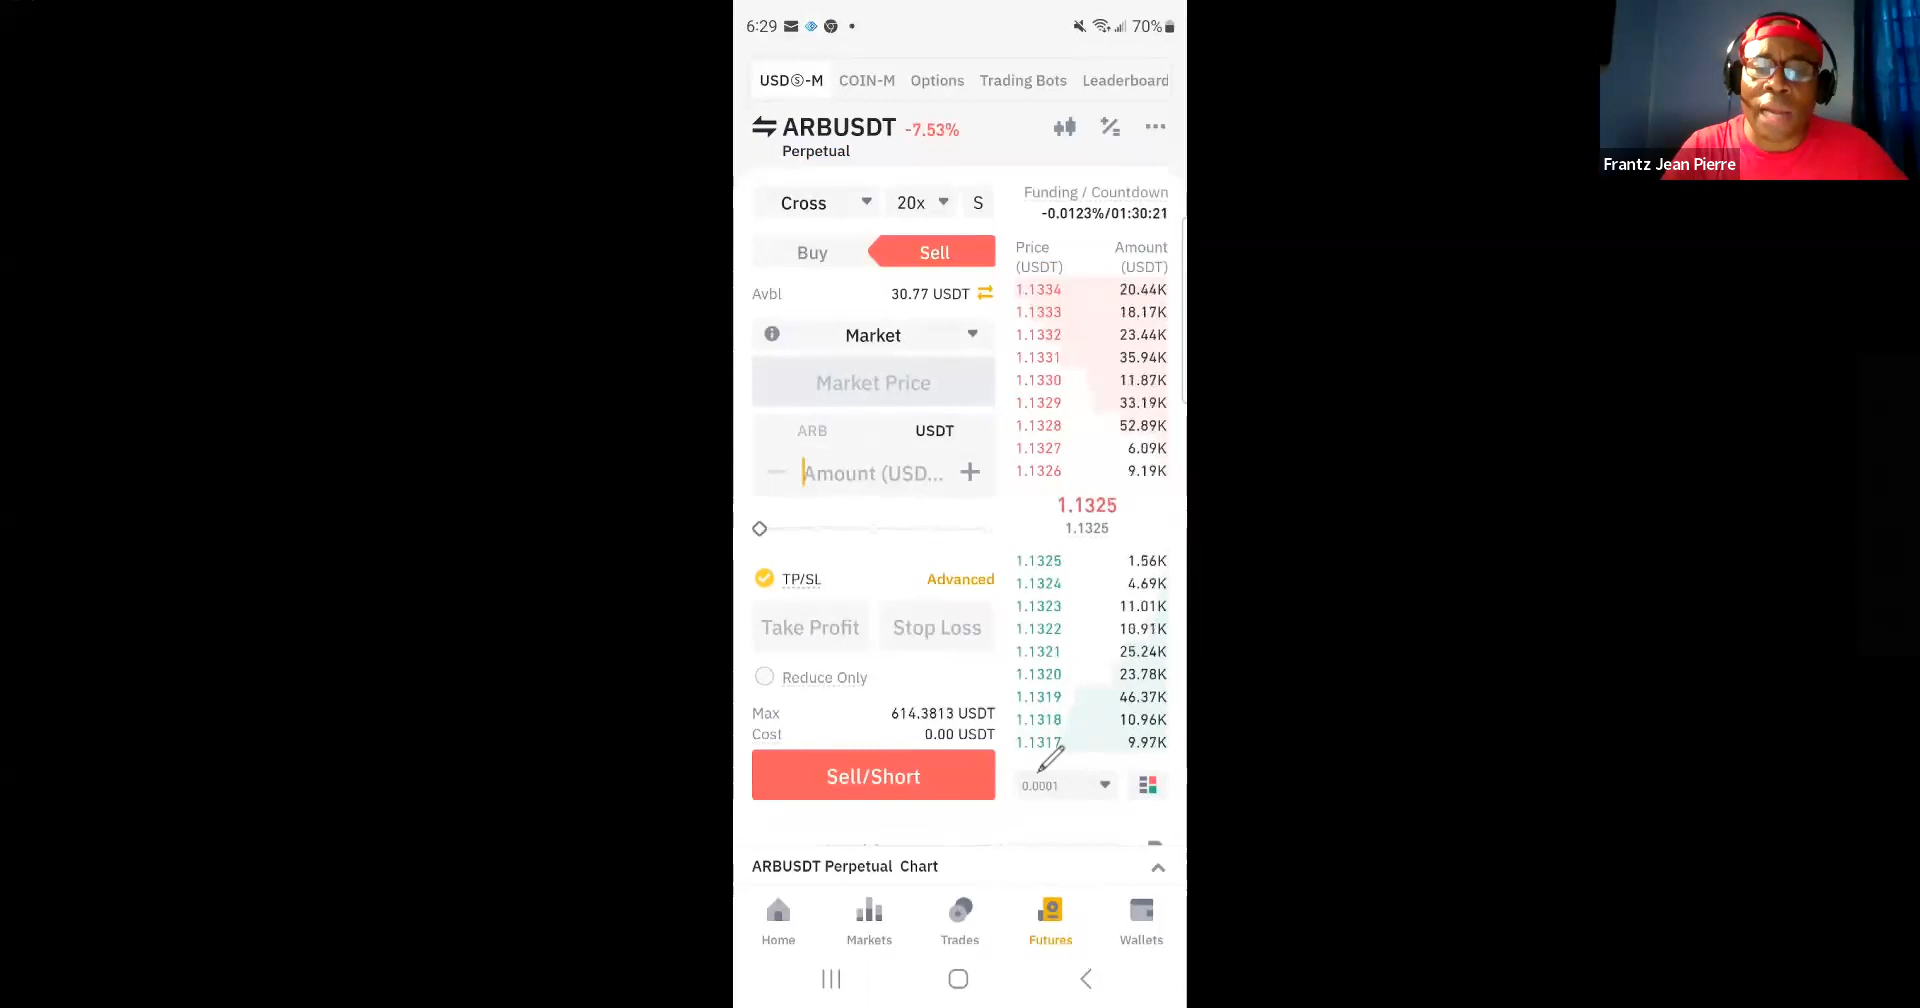 6:29
70%
USDⓈ-M COIN-M Options Trading Bots Leaderboard
ARBUSDT -7.53%
Perpetual
Cross 20x S
Funding / Countdown
-0.0123%/01:30:21
Buy Sell
Price Amount
(USDT) (USDT)
Avbl 30.77 USDT
Market
Market Price
ARB USDT
Amount (USD...
TP/SL Advanced
Take Profit Stop Loss
Reduce Only
Max 614.3813 USDT
Cost 0.00 USDT
Sell/Short
1.1334 20.44K
1.1333 18.17K
1.1332 23.44K
1.1331 35.94K
1.1330 11.87K
1.1329 33.19K
1.1328 52.89K
1.1327 6.09K
1.1326 9.19K
1.1325
1.1325
1.1325 1.56K
1.1324 4.69K
1.1323 11.01K
1.1322 10.91K
1.1321 25.24K
1.1320 23.78K
1.1319 46.37K
1.1318 10.96K
1.1317 9.97K
0.0001
ARBUSDT Perpetual Chart
Home Markets Trades Futures Wallets
Frantz Jean Pierre